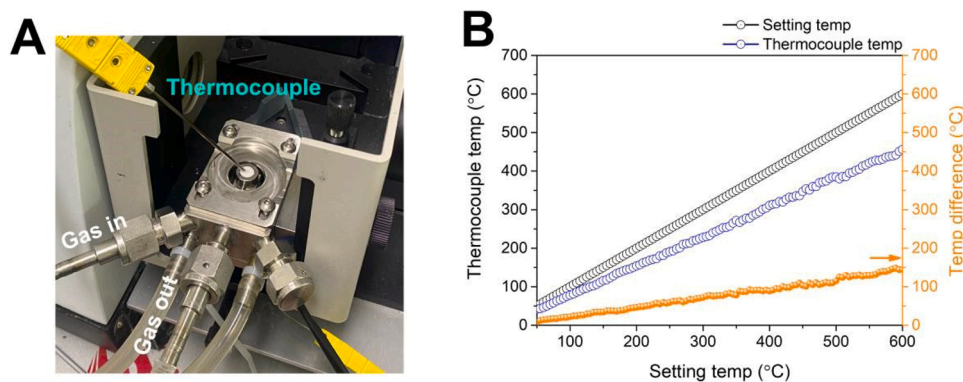 A
Thermocouple
Gas in
Gas out
B
Setting temp
Thermocouple temp
Thermocouple temp (°C)
700
600
500
400
300
200
100
0
700
600
500
400
300
200
150
100
0
Temp difference (°C)
100
200
300
400
500
600
Setting temp (°C)